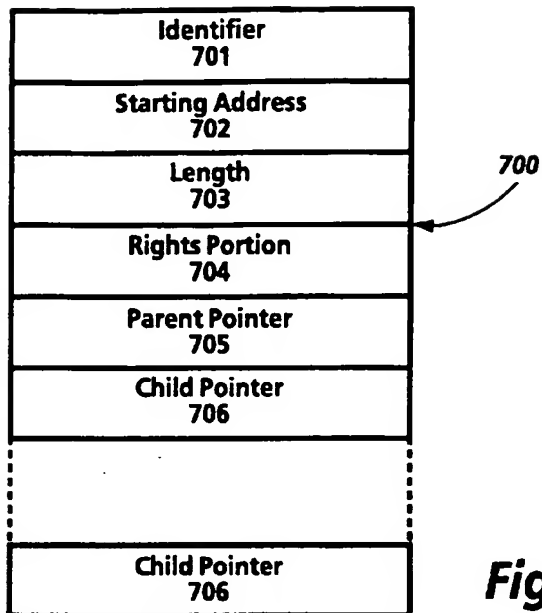 Identifier
701
Starting Address
702
Length
703
700
Rights Portion
704
Parent Pointer
705
Child Pointer
706
Child Pointer
706
Fig